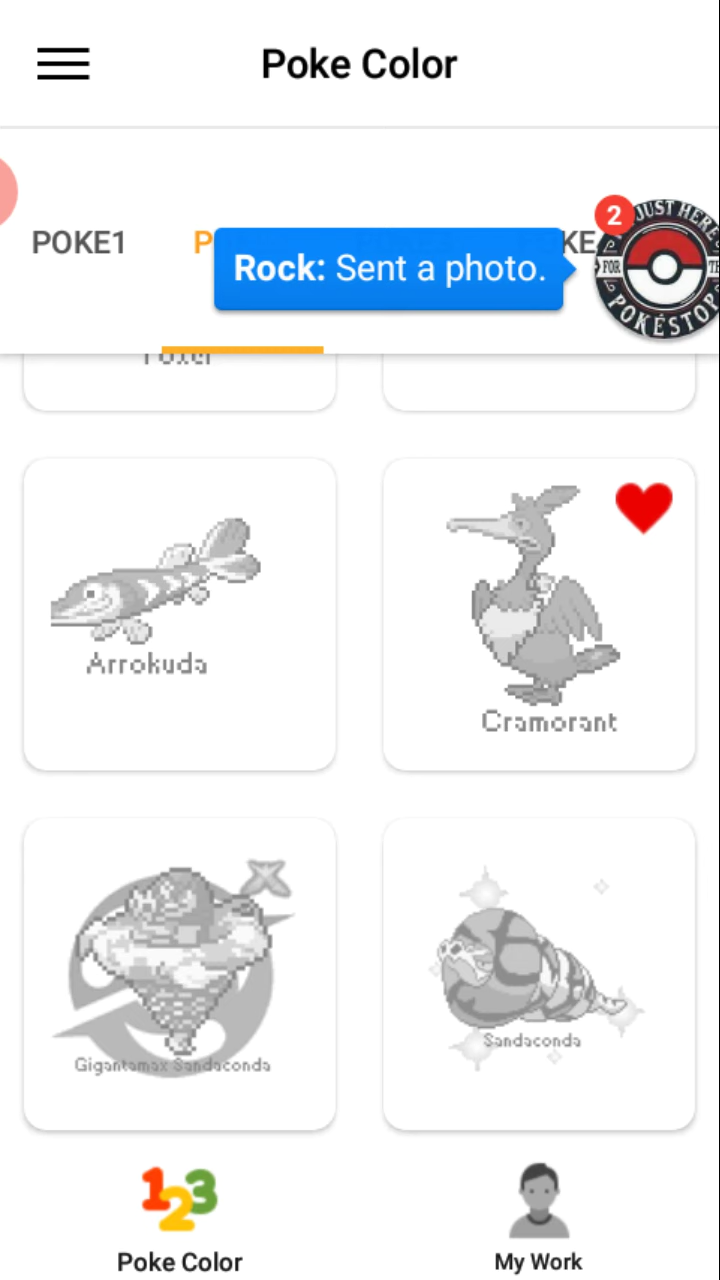 Poke Color
POKE1
2
JUST HERE
FOR
POKÉSTOP
Rock: Sent a photo.
Arrokuda
Cramorant
Gigantamax Sandaconda
Sandaconda
123
Poke Color
My Work